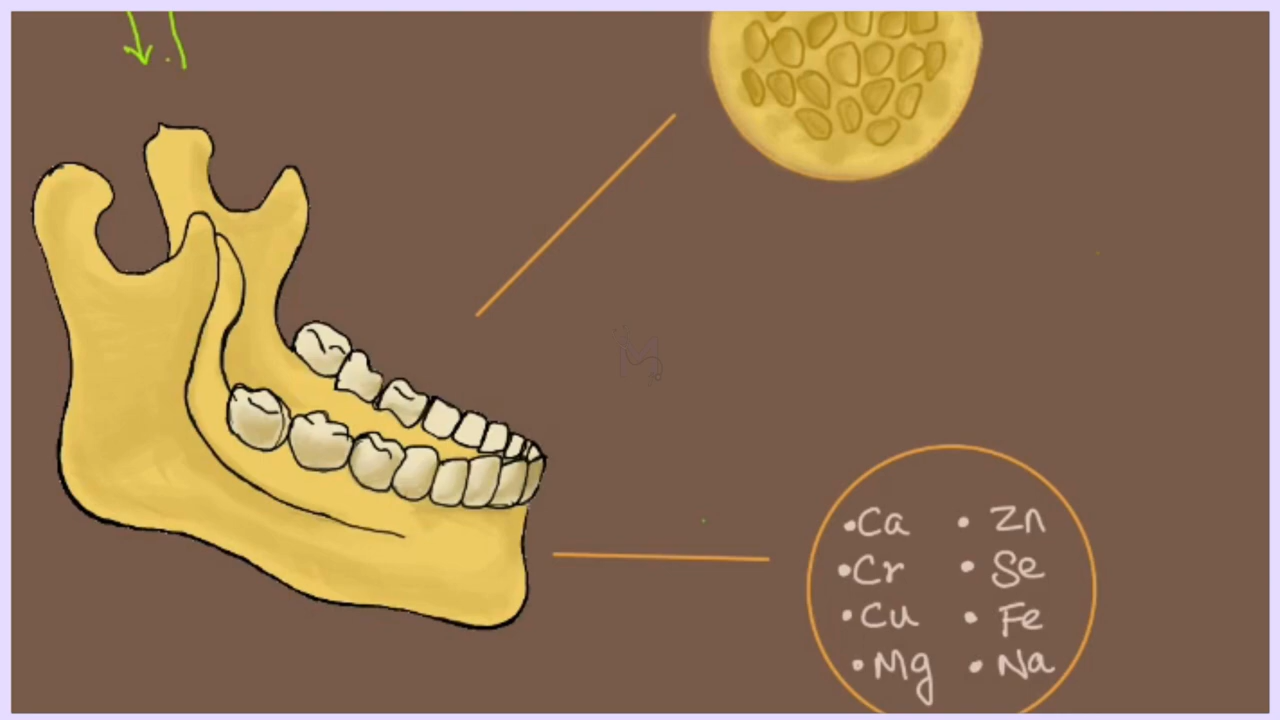 • Ca • Zn
• Cr • Se
• Cu • Fe
• Mg • Na